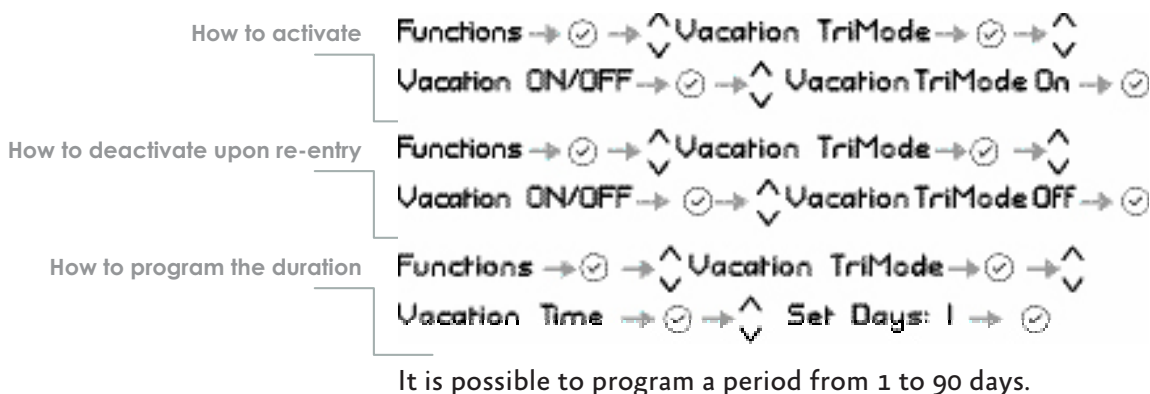 How to activate
Functions Vacation TriMode
Vacation ON/OFF Vacation TriMode On
How to deactivate upon re-entry
Functions Vacation TriMode
Vacation ON/OFF Vacation TriMode Off
How to program the duration
Functions Vacation TriMode
Vacation Time Set Days: 1
It is possible to program a period from 1 to 90 days.